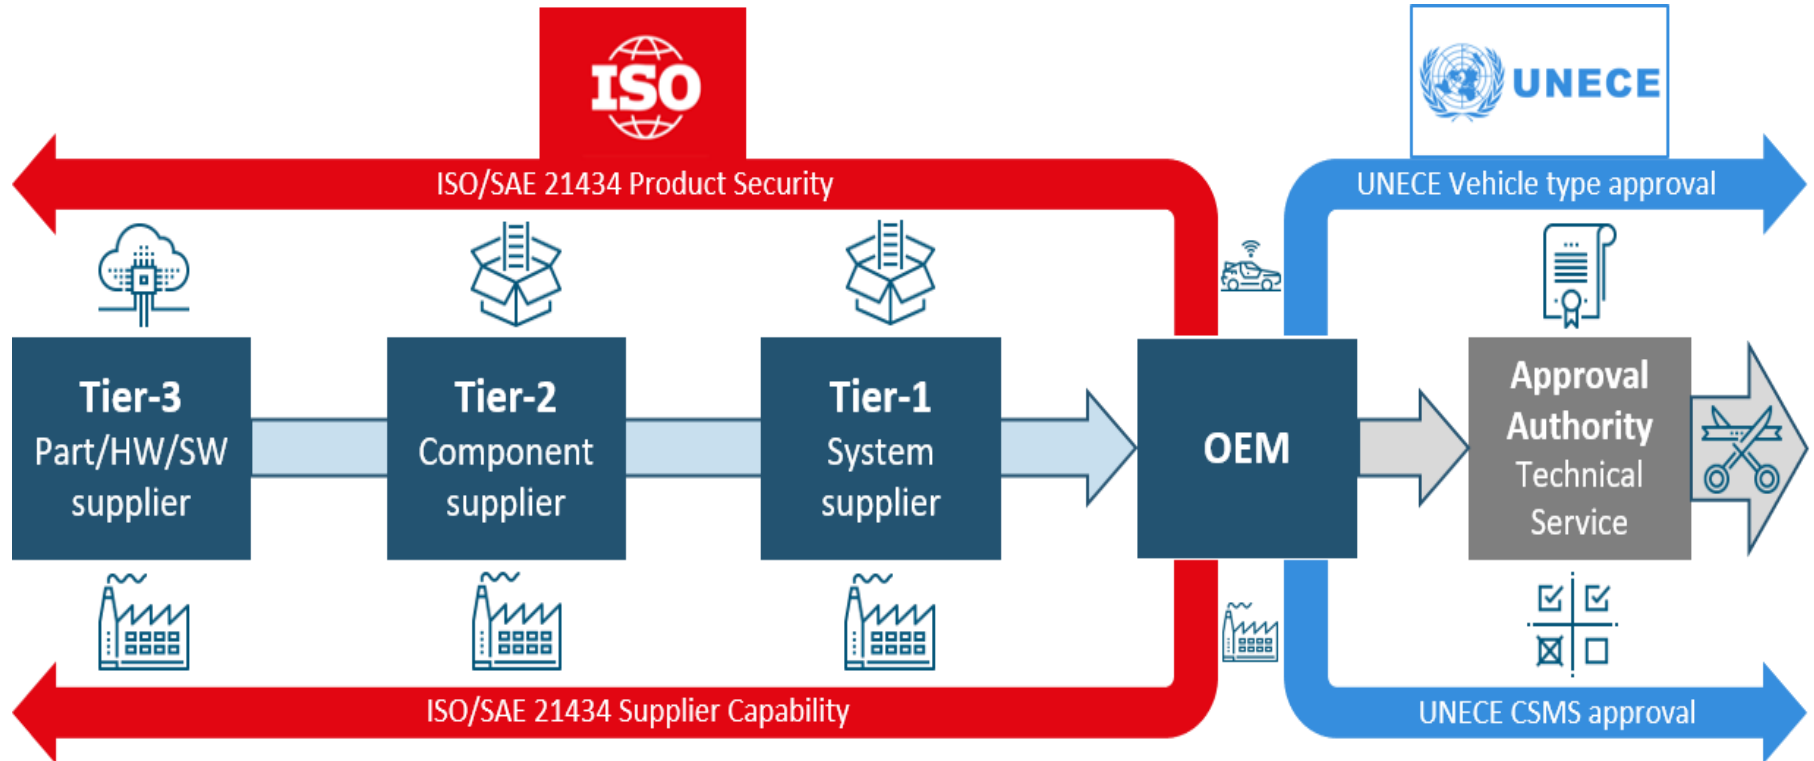 ISO
UNECE
ISO/SAE 21434 Product Security
UNECE Vehicle type approval
Tier-3
Part/HW/SW
supplier
Tier-2
Component
supplier
Tier-1
System
supplier
OEM
Approval
Authority
Technical
Service
ISO/SAE 21434 Supplier Capability
UNECE CSMS approval